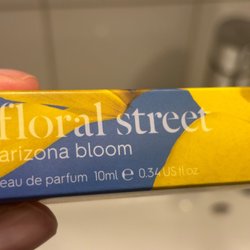 floral street
arizona bloom
eau de parfum 10ml ℮ 0.34 US fl oz